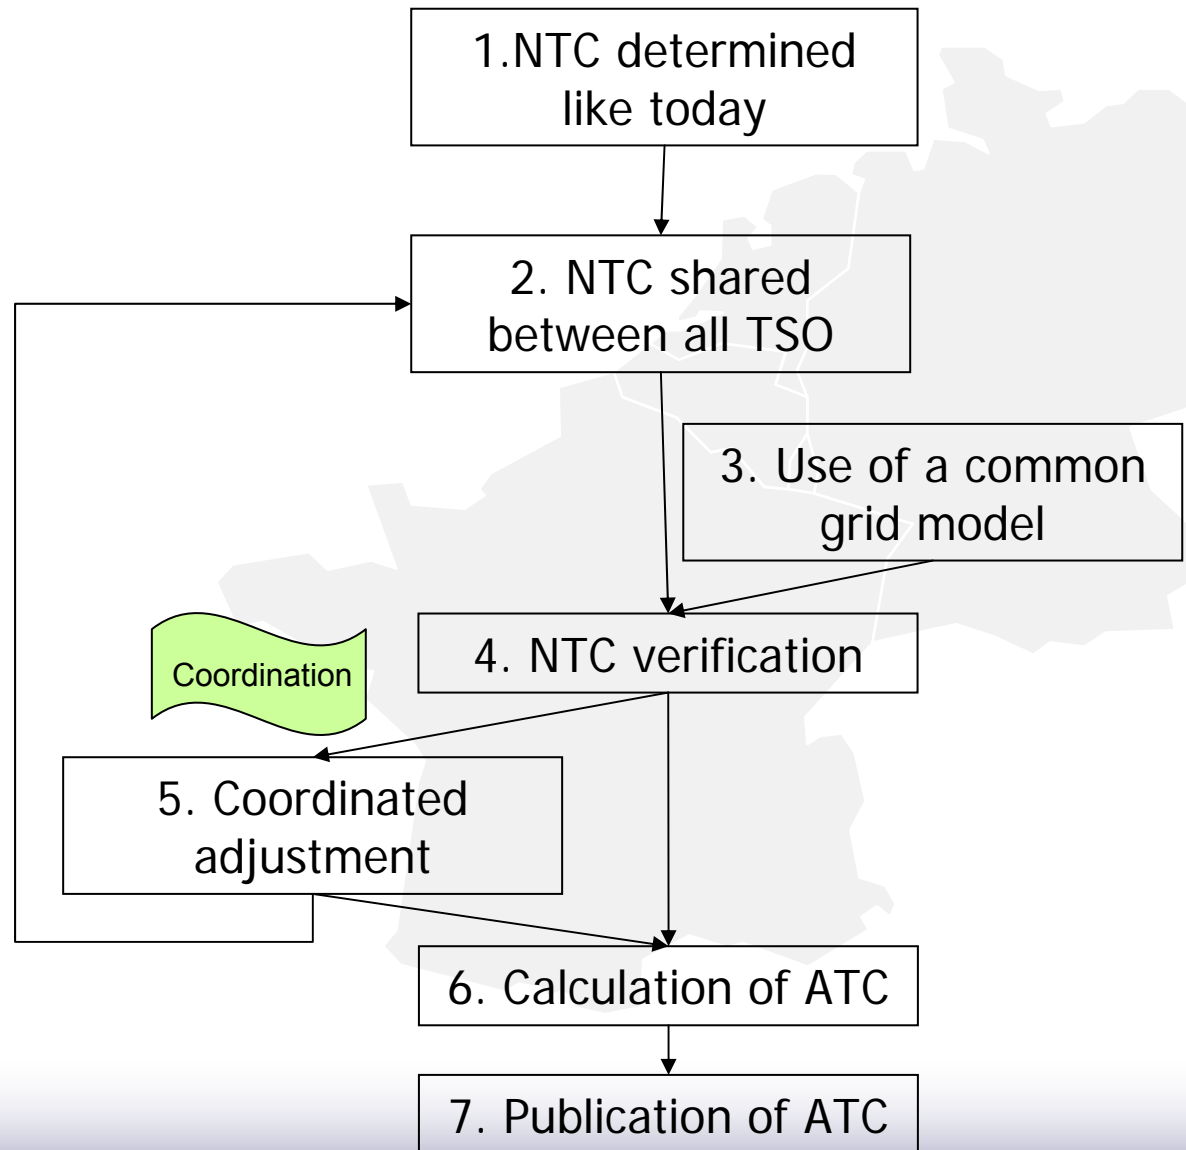 1.NTC determined
like today
2. NTC shared
between all TSO
3. Use of a common
grid model
4. NTC verification
Coordination
5. Coordinated
adjustment
6. Calculation of ATC
7. Publication of ATC